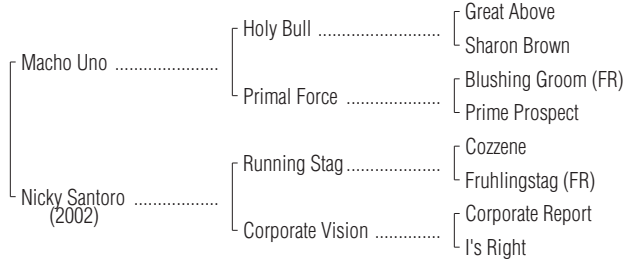 Great Above
Holy Bull ..........................
Sharon Brown
Macho Uno ......................
Blushing Groom (FR)
Primal Force ....................
Prime Prospect
Cozzene
Running Stag....................
Fruhlingstag (FR)
Nicky Santoro ..................
(2002)
Corporate Report
Corporate Vision ..............
I's Right